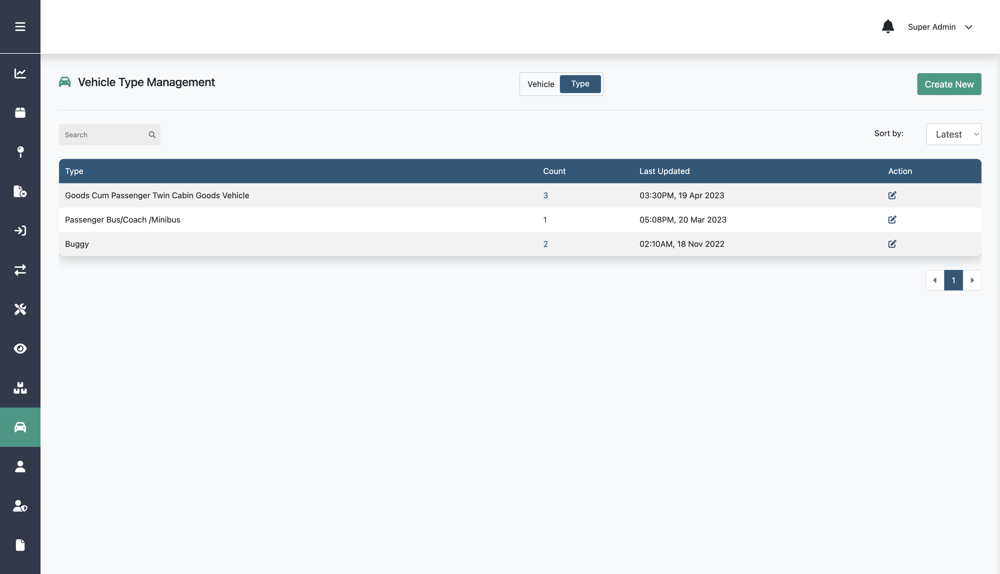 Super Admin
Vehicle Type Management
Vehicle Type
Create New
Search
Sort by: Latest
Type Count Last Updated Action
Goods Cum Passenger Twin Cabin Goods Vehicle 3 03:30PM, 19 Apr 2023
Passenger Bus/Coach /Minibus 1 05:08PM, 20 Mar 2023
Buggy 2 02:10AM, 18 Nov 2022
1